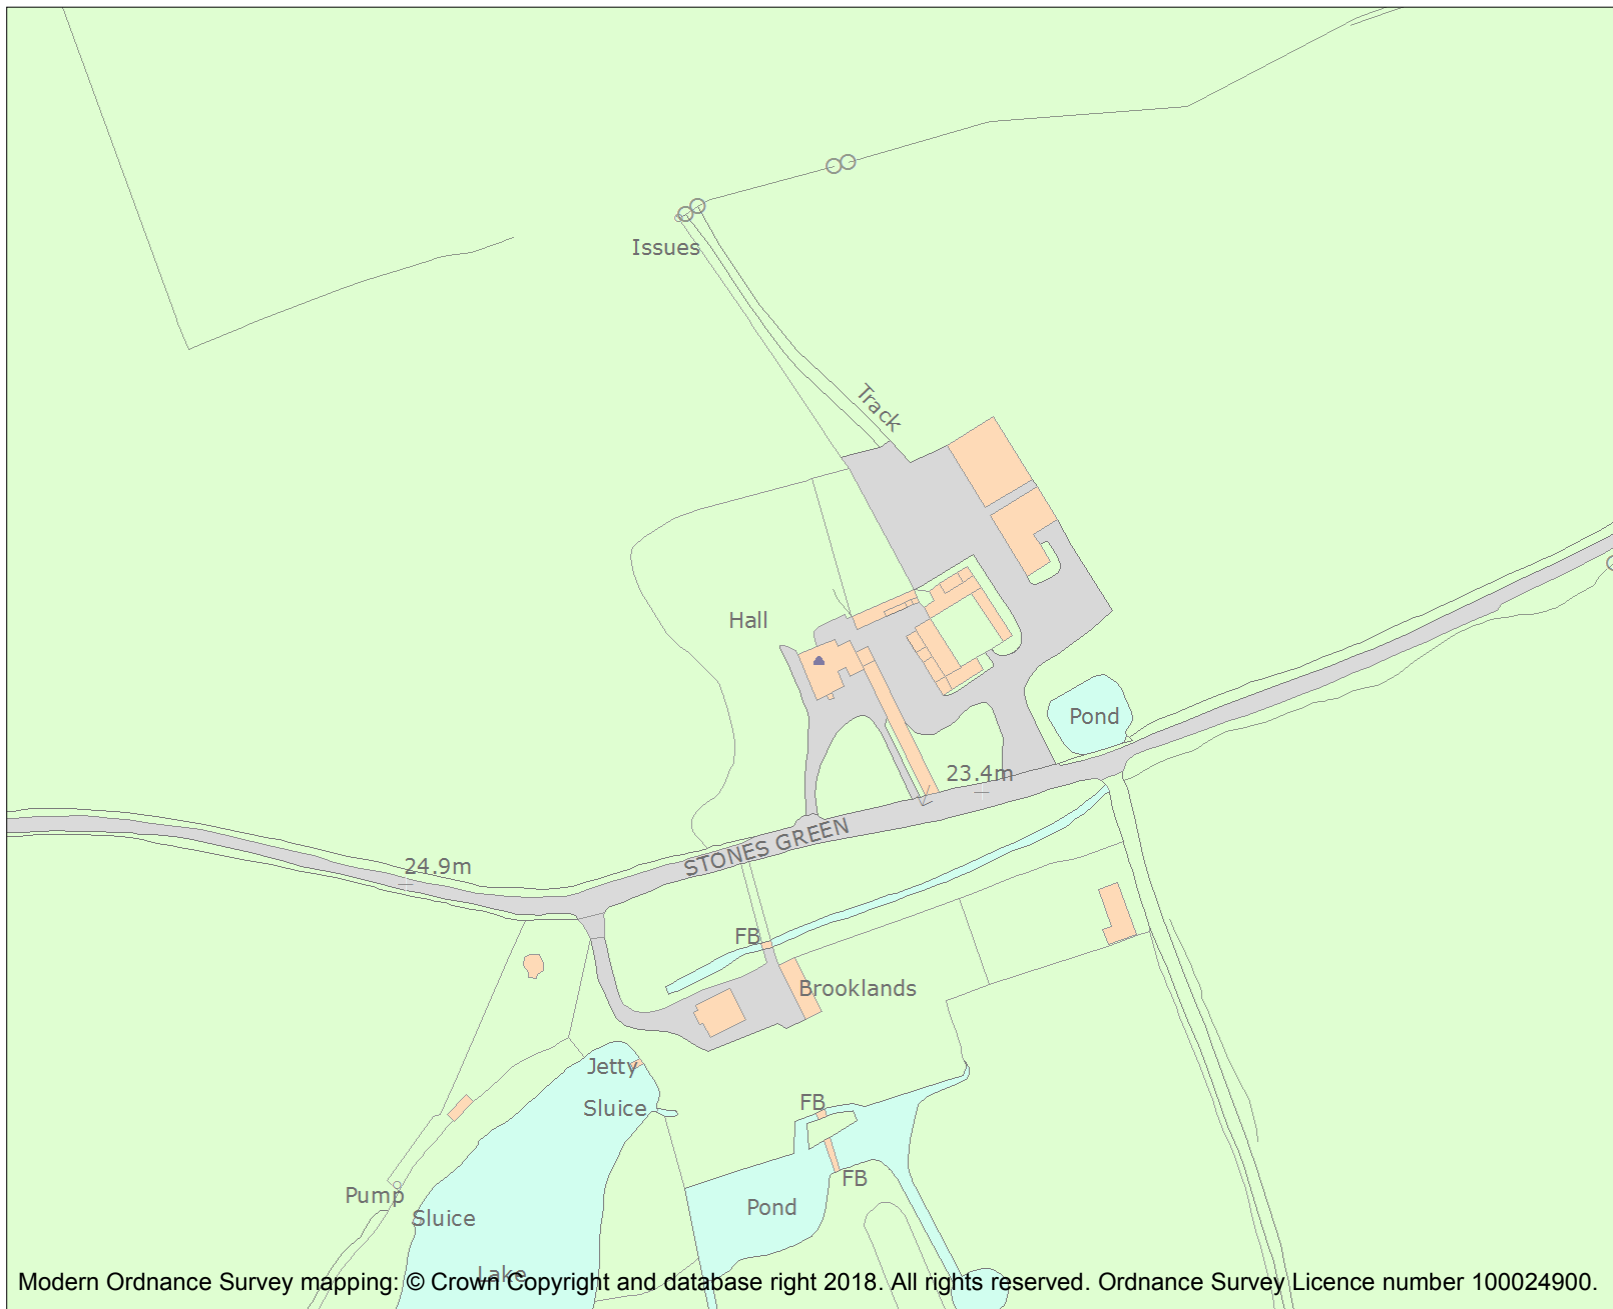 Issues
Track
Hall
Pond
23.4m
STONES GREEN
24.9m
FB
Brooklands
Jetty
Sluice
FB
FB
Pump
Sluice
Pond
Lake
Modern Ordnance Survey mapping: © Crown Copyright and database right 2018. All rights reserved. Ordnance Survey Licence number 100024900.